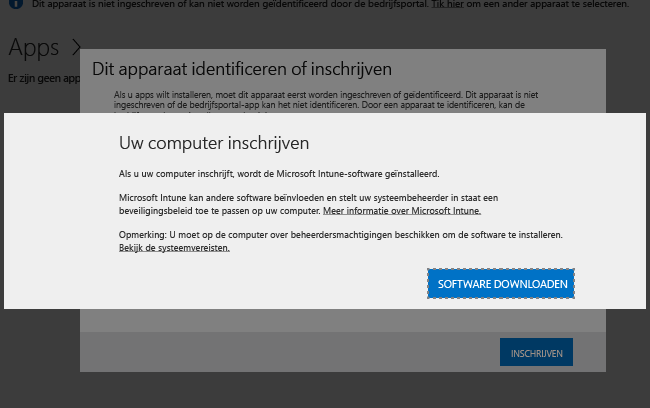 Dit apparaat is niet ingeschreven of kan niet worden geïdentificeerd door de bedrijfsportal. Tik hier om een ander apparaat te selecteren.
Apps
Er zijn geen app
Dit apparaat identificeren of inschrijven
Als u apps wilt installeren, moet dit apparaat eerst worden ingeschreven of geïdentificeerd. Dit apparaat is niet
ingeschreven of de bedrijfsportal-app kan het niet identificeren. Door een apparaat te identificeren, kan de
Uw computer inschrijven
Als u uw computer inschrijft, wordt de Microsoft Intune-software geïnstalleerd.
Microsoft Intune kan andere software beïnvloeden en stelt uw systeembeheerder in staat een
beveiligingsbeleid toe te passen op uw computer. Meer informatie over Microsoft Intune.
Opmerking: U moet op de computer over beheerdersmachtigingen beschikken om de software te installeren.
Bekijk de systeemvereisten.
SOFTWARE DOWNLOADEN
INSCHRIJVEN